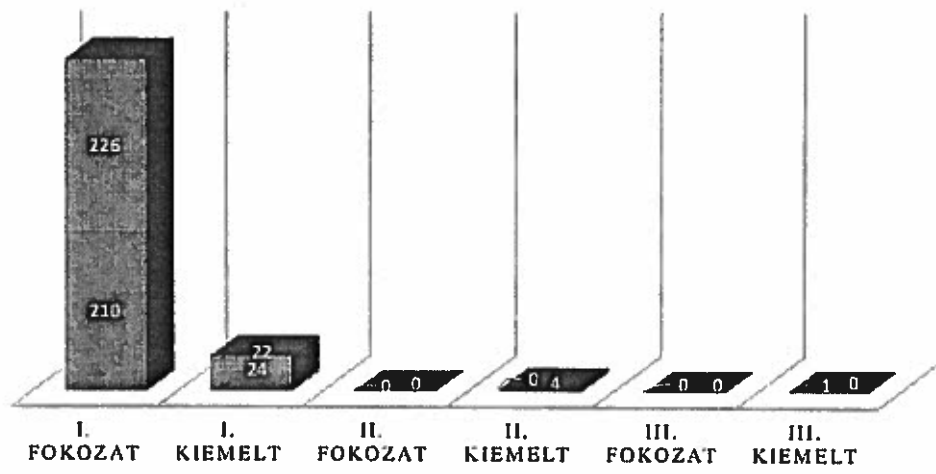 226
210
22
24
0 0
0 4
0 0
1 0
I. FOKOZAT
I. KIEMELT
II. FOKOZAT
II. KIEMELT
III. FOKOZAT
III. KIEMELT